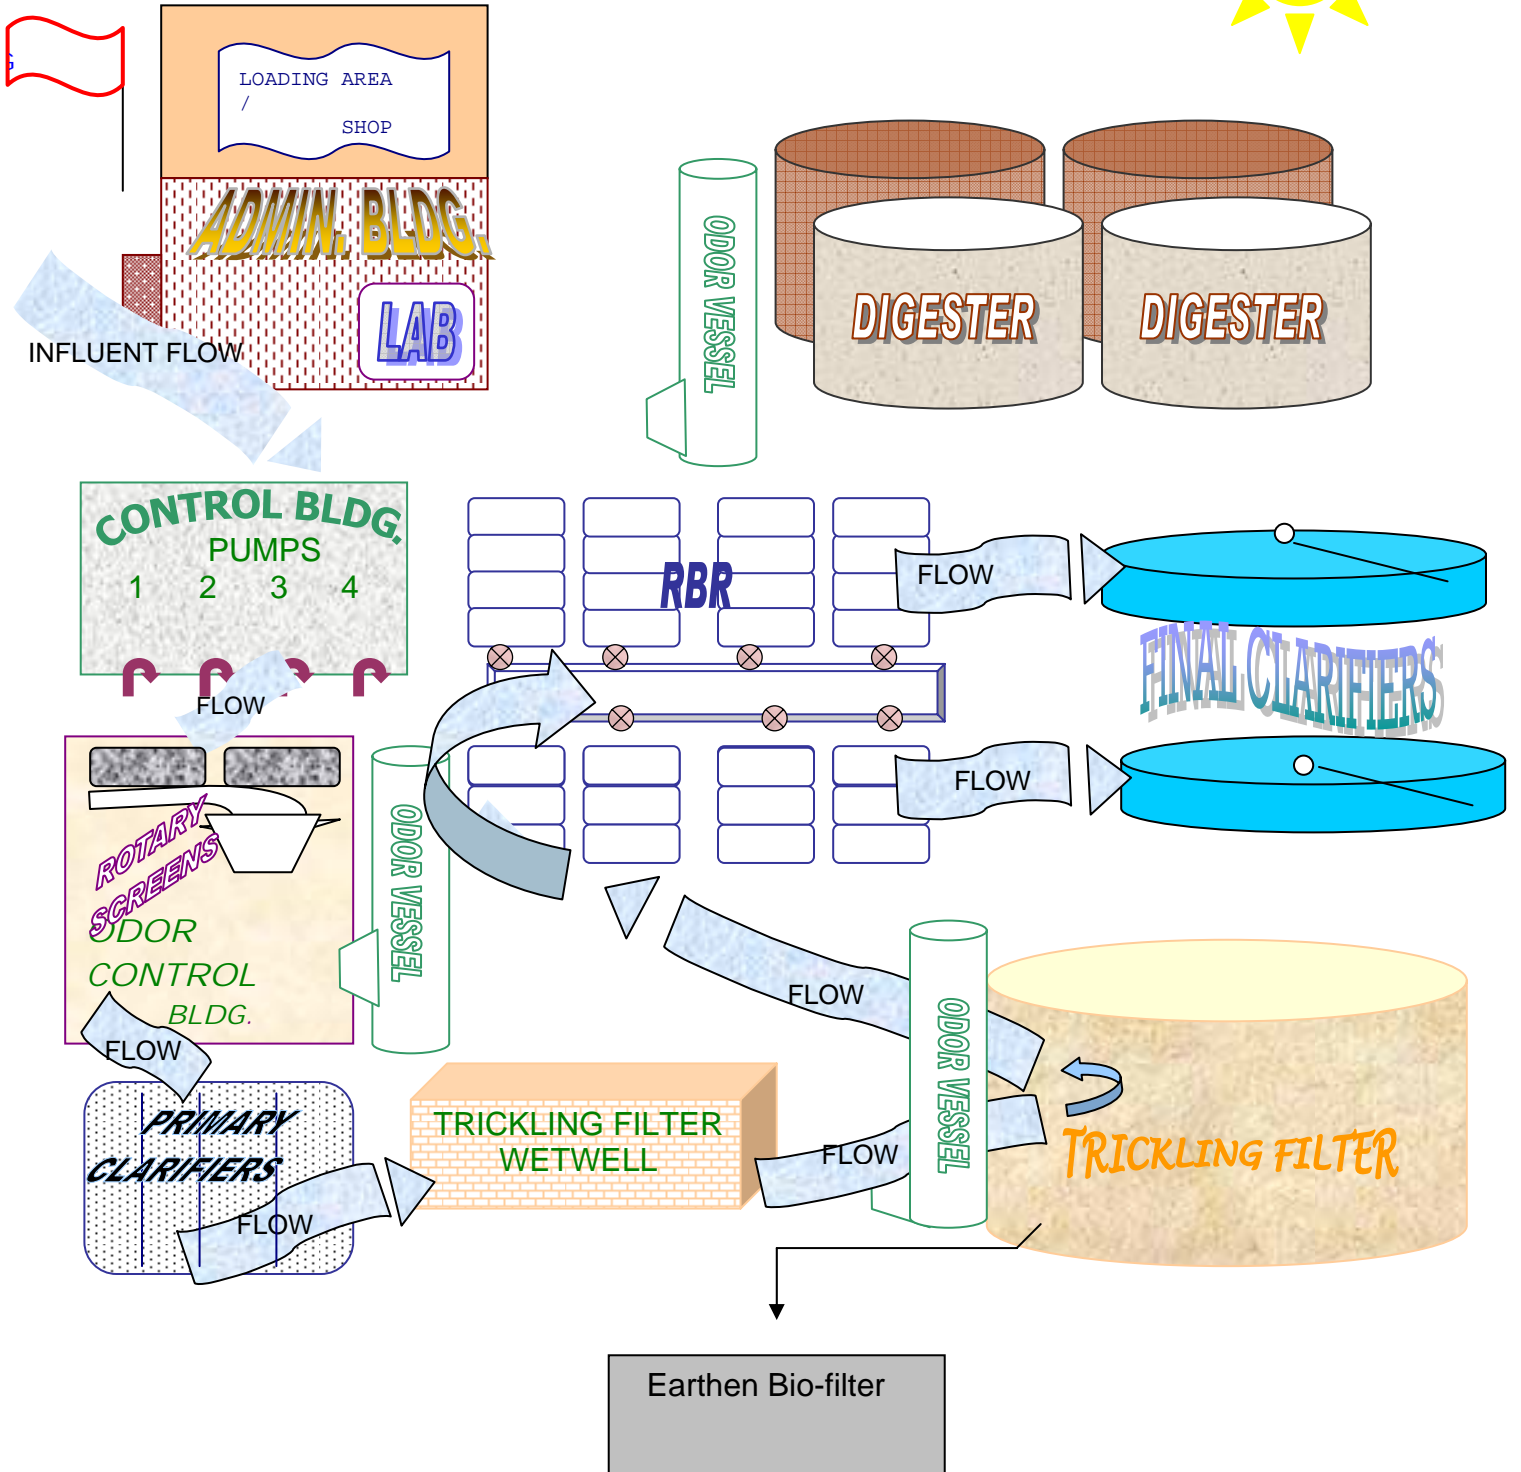 G
LOADING AREA
/
SHOP
ADMIN. BLDG.
LAB
INFLUENT FLOW
ODOR VESSEL
DIGESTER
DIGESTER
CONTROL BLDG.
PUMPS
1 2 3 4
FLOW
RBR
FLOW
FINAL CLARIFIERS
FLOW
ROTARY
SCREENS
ODOR
CONTROL
BLDG.
ODOR VESSEL
FLOW
FLOW
ODOR VESSEL
PRIMARY
CLARIFIERS
FLOW
TRICKLING FILTER
WETWELL
FLOW
TRICKLING FILTER
Earthen Bio-filter